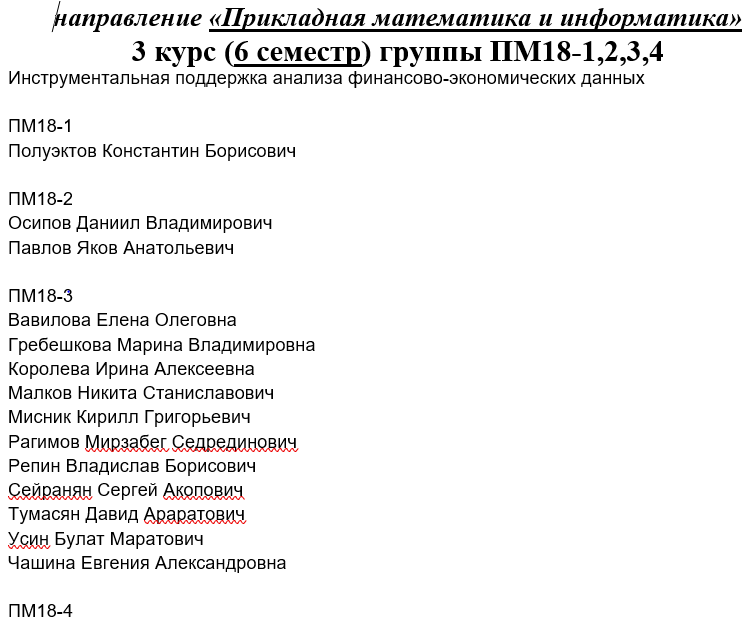 направление «Прикладная математика и информатика»
3 курс (6 семестр) группы ПМ18-1,2,3,4
Инструментальная поддержка анализа финансово-экономических данных
ПМ18-1
Полуэктов Константин Борисович
ПМ18-2
Осипов Даниил Владимирович
Павлов Яков Анатольевич
ПМ18-3
Вавилова Елена Олеговна
Гребешкова Марина Владимировна
Королева Ирина Алексеевна
Малков Никита Станиславович
Мисник Кирилл Григорьевич
Рагимов Мирзабег Седрединович
Репин Владислав Борисович
Сейранян Сергей Акопович
Тумасян Давид Араратович
Усин Булат Маратович
Чашина Евгения Александровна
ПМ18-4